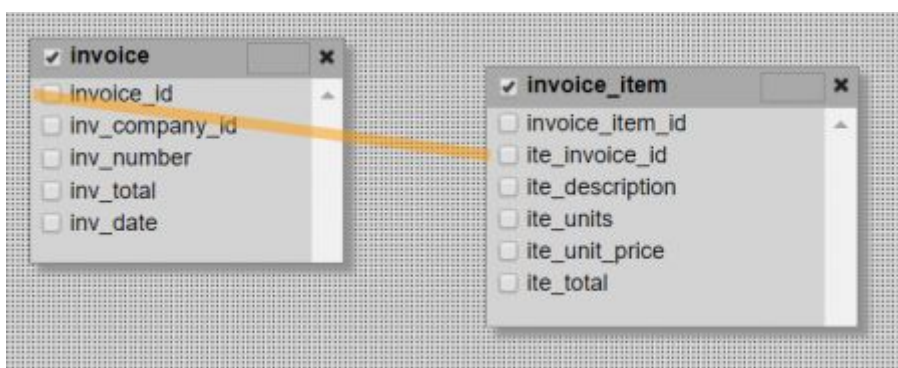 invoice
invoice_id
inv_company_id
inv_number
inv_total
inv_date
invoice_item
invoice_item_id
ite_invoice_id
ite_description
ite_units
ite_unit_price
ite_total